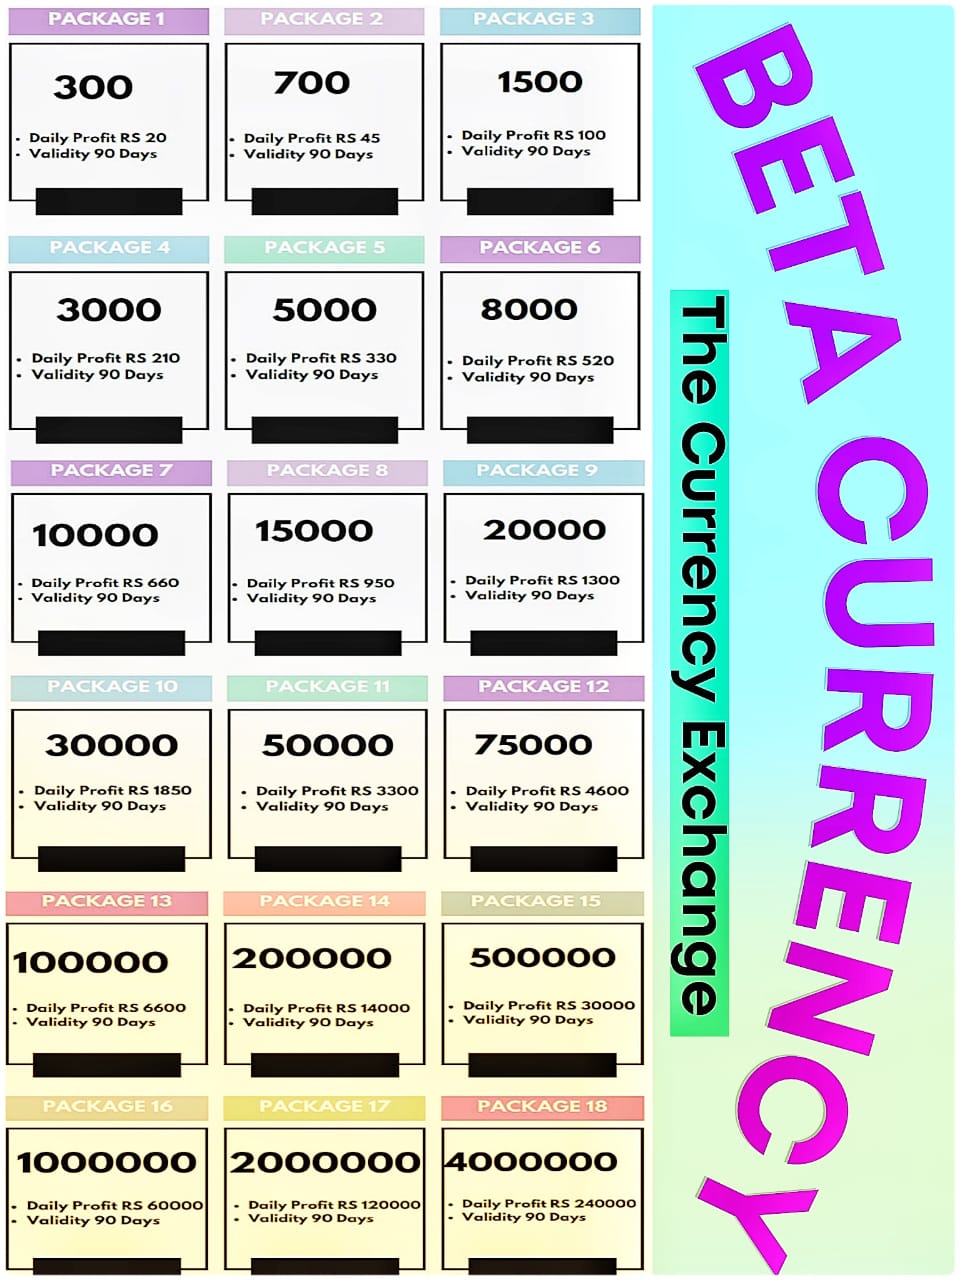 PACKAGE 1
300
• Daily Profit RS 20
• Validity 90 Days
PACKAGE 2
700
• Daily Profit RS 45
• Validity 90 Days
PACKAGE 3
1500
• Daily Profit RS 100
• Validity 90 Days
PACKAGE 4
3000
• Daily Profit RS 210
• Validity 90 Days
PACKAGE 5
5000
• Daily Profit RS 330
• Validity 90 Days
PACKAGE 6
8000
• Daily Profit RS 520
• Validity 90 Days
PACKAGE 7
10000
• Daily Profit RS 660
• Validity 90 Days
PACKAGE 8
15000
• Daily Profit RS 950
• Validity 90 Days
PACKAGE 9
20000
• Daily Profit RS 1300
• Validity 90 Days
PACKAGE 10
30000
• Daily Profit RS 1850
• Validity 90 Days
PACKAGE 11
50000
• Daily Profit RS 3300
• Validity 90 Days
PACKAGE 12
75000
• Daily Profit RS 4600
• Validity 90 Days
PACKAGE 13
100000
• Daily Profit RS 6600
• Validity 90 Days
PACKAGE 14
200000
• Daily Profit RS 14000
• Validity 90 Days
PACKAGE 15
500000
• Daily Profit RS 30000
• Validity 90 Days
PACKAGE 16
1000000
• Daily Profit RS 60000
• Validity 90 Days
PACKAGE 17
2000000
• Daily Profit RS 120000
• Validity 90 Days
PACKAGE 18
4000000
• Daily Profit RS 240000
• Validity 90 Days
BETA CURRENCY
The Currency Exchange